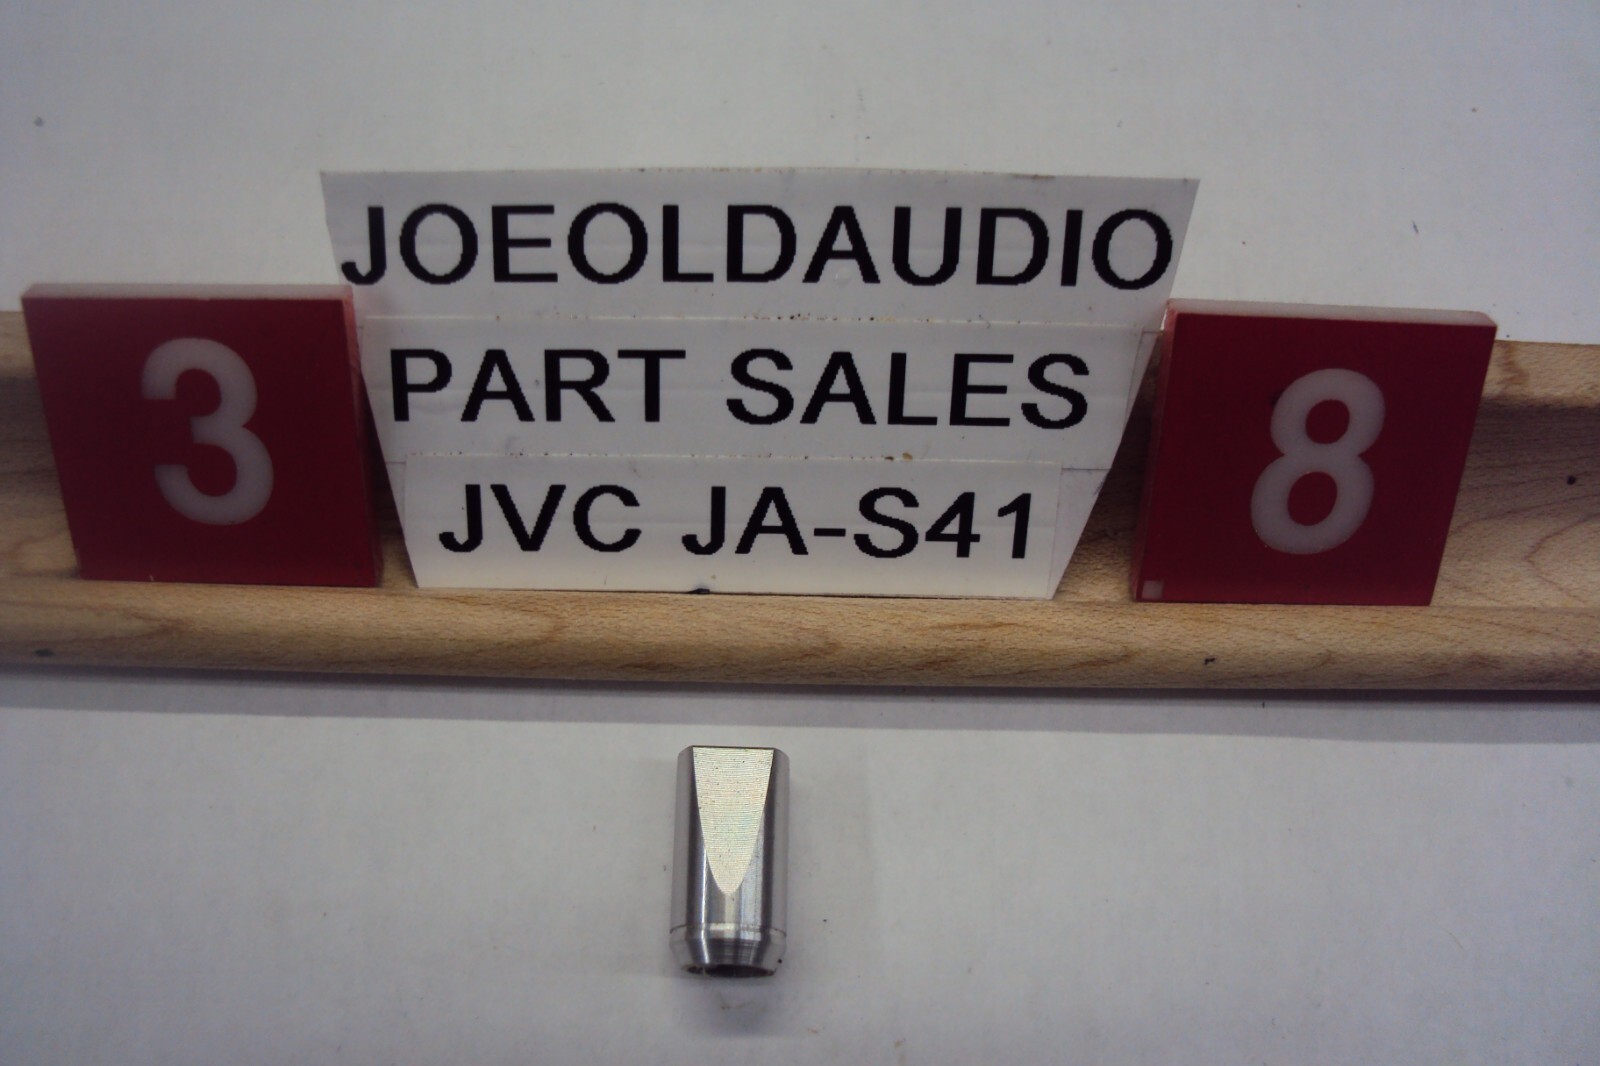 JOEOLDAUDIO
PART SALES
JVC JA-S41
3
8